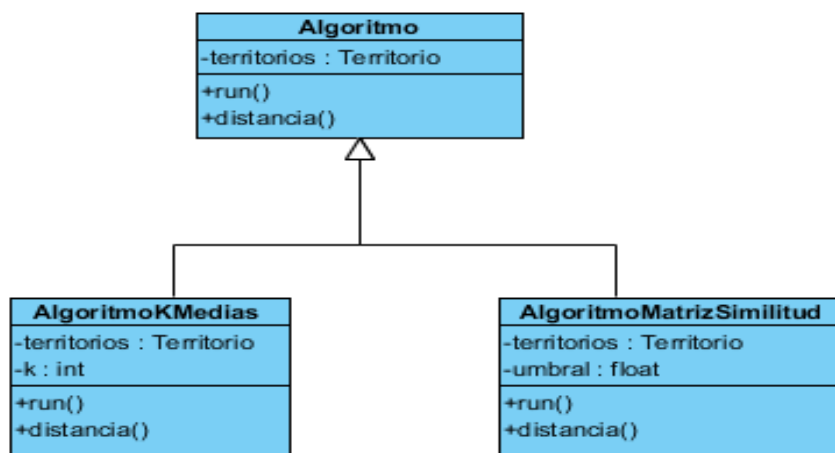 Algoritmo
-territorios : Territorio
+run()
+distancia()
AlgoritmoKMedias
-territorios : Territorio
-k : int
+run()
+distancia()
AlgoritmoMatrizSimilitud
-territorios : Territorio
-umbral : float
+run()
+distancia()